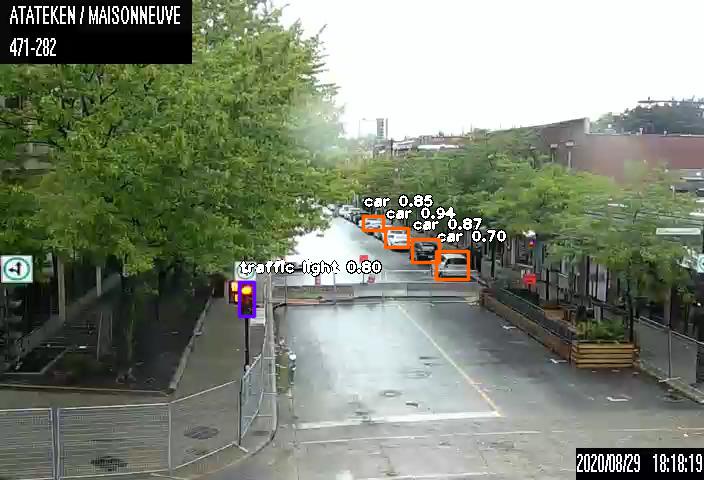 ATATEKEN / MAISONNEUVE
471-282
car 0.85
car 0.94
car 0.87
car 0.70
traffic light 0.80
2020/08/29 18:18:19